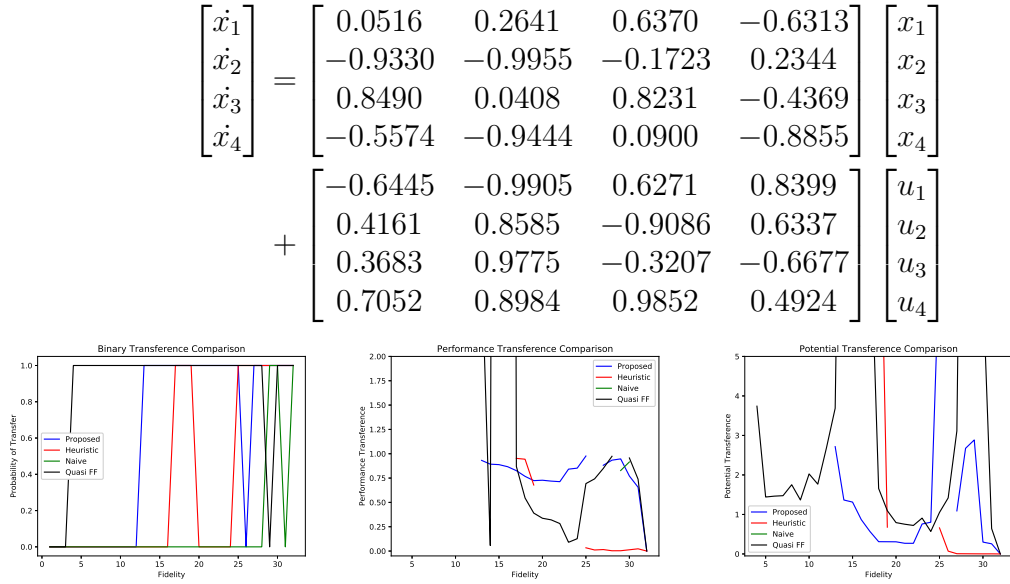 ẋ1 = 0.0516 0.2641 0.6370 −0.6313 x1
ẋ2 −0.9330 −0.9955 −0.1723 0.2344 x2
ẋ3 0.8490 0.0408 0.8231 −0.4369 x3
ẋ4 −0.5574 −0.9444 0.0900 −0.8855 x4
+ −0.6445 −0.9905 0.6271 0.8399 u1
0.4161 0.8585 −0.9086 0.6337 u2
0.3683 0.9775 −0.3207 −0.6677 u3
0.7052 0.8984 0.9852 0.4924 u4
Binary Transference Comparison
Probability of Transfer
1.0
0.8
0.6
0.4
0.2
0.0
Proposed
Heuristic
Naive
Quasi FF
0 5 10 15 20 25 30
Fidelity
Performance Transference Comparison
Performance Transference
2.00
1.75
1.50
1.25
1.00
0.75
0.50
0.25
0.00
Proposed
Heuristic
Naive
Quasi FF
5 10 15 20 25 30
Fidelity
Potential Transference Comparison
Potential Transference
5
4
3
2
1
0
Proposed
Heuristic
Naive
Quasi FF
5 10 15 20 25 30
Fidelity